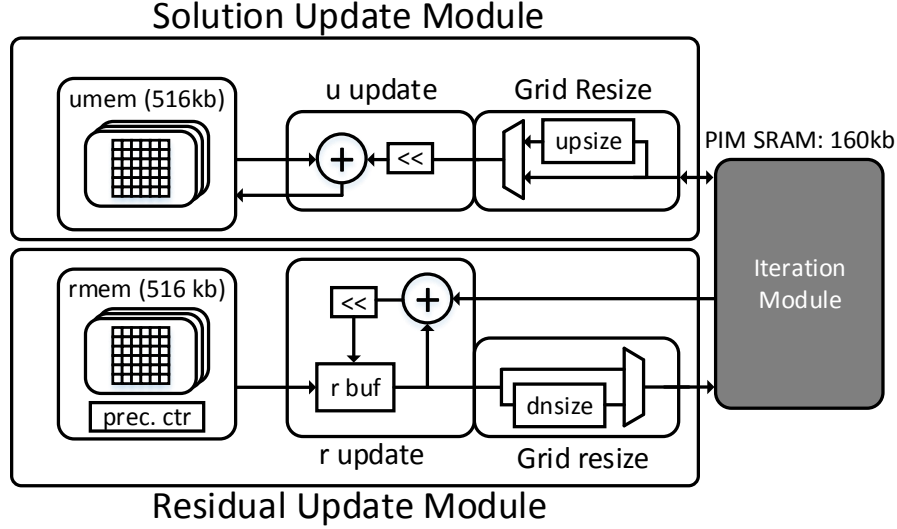 Solution Update Module
umem (516kb)
u update
<<
Grid Resize
upsize
PIM SRAM: 160kb
Iteration
Module
rmem (516 kb)
prec. ctr
<<
r buf
r update
dnsize
Grid resize
Residual Update Module